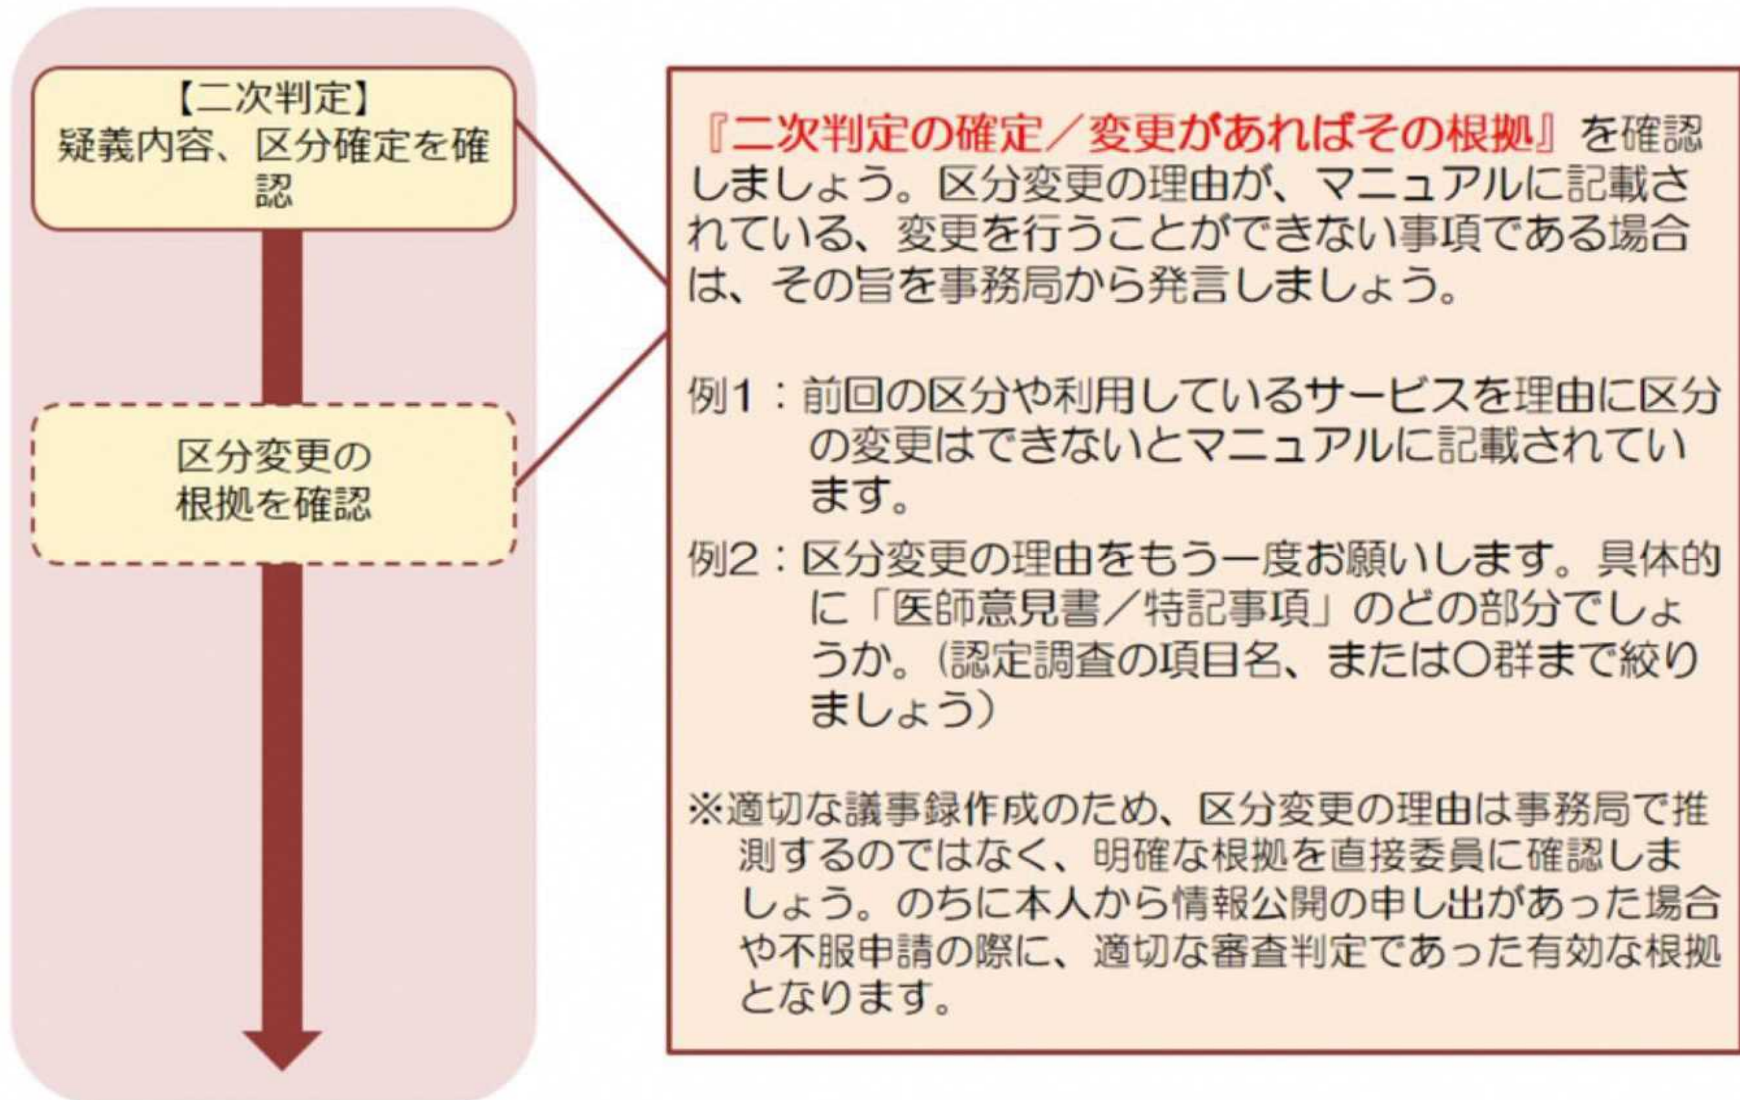 【二次判定】
疑義内容、区分確定を確
認
区分変更の
根拠を確認
『二次判定の確定／変更があればその根拠』を確認
しましょう。区分変更の理由が、マニュアルに記載さ
れている、変更を行うことができない事項である場合
は、その旨を事務局から発言しましょう。
例1：前回の区分や利用しているサービスを理由に区分
の変更はできないとマニュアルに記載されてい
ます。
例2：区分変更の理由をもう一度お願いします。具体的
に「医師意見書／特記事項」のどの部分でしょ
うか。(認定調査の項目名、または〇群まで絞り
ましょう）
※適切な議事録作成のため、区分変更の理由は事務局で推
測するのではなく、明確な根拠を直接委員に確認しま
しょう。のちに本人から情報公開の申し出があった場合
や不服申請の際に、適切な審査判定であった有効な根拠
となります。